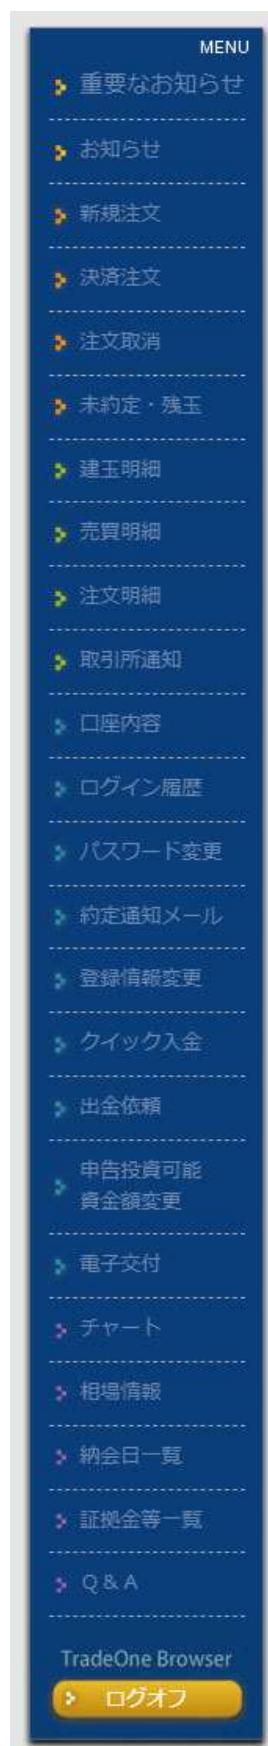 MENU
重要なお知らせ
お知らせ
新規注文
決済注文
注文取消
未約定・残玉
建玉明細
売買明細
注文明細
取引所通知
口座内容
ログイン履歴
パスワード変更
約定通知メール
登録情報変更
クイック入金
出金依頼
申告投資可能
資金額変更
電子交付
チャート
相場情報
納会日一覧
証拠金等一覧
Q＆A
TradeOne Browser
ログオフ